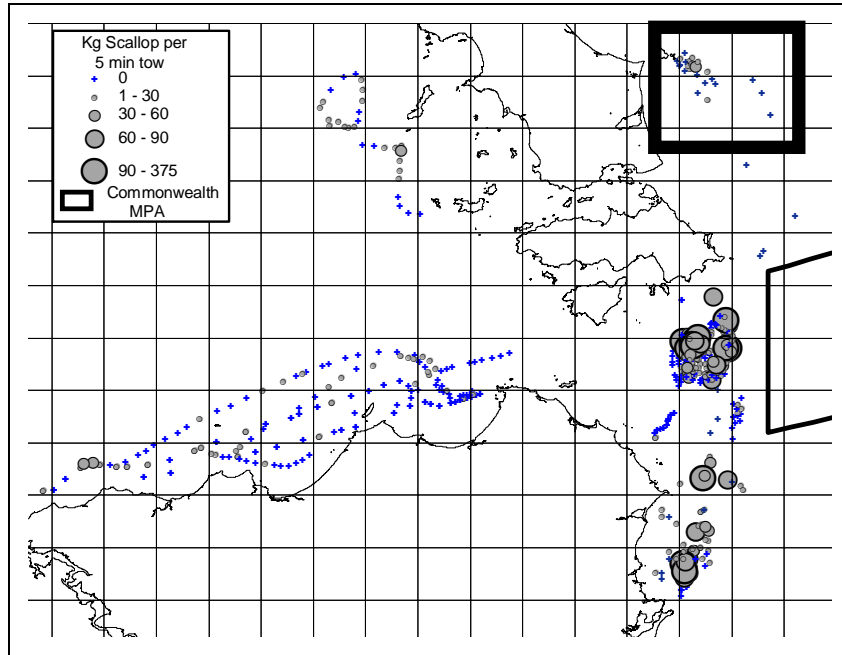 Kg Scallop per
5 min tow
0
1 - 30
30 - 60
60 - 90
90 - 375
Commonwealth
MPA